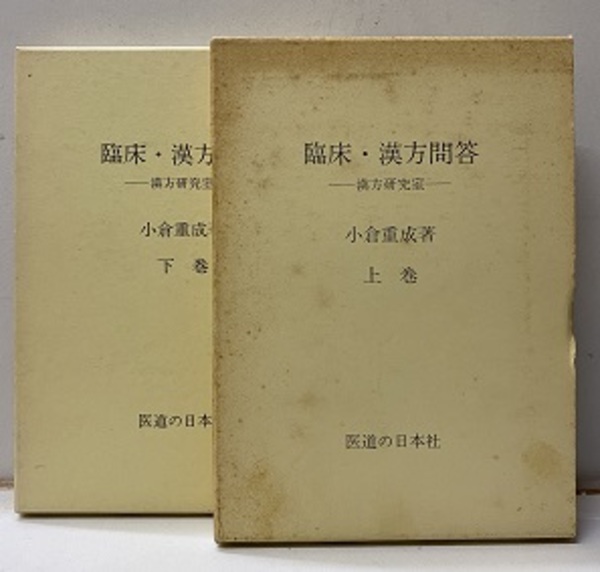 臨床・漢方問答
——漢方研究室——
小倉重成著
上巻
医道の日本社
臨床・漢方
——漢方研究室
小倉重成
下巻
医道の日本